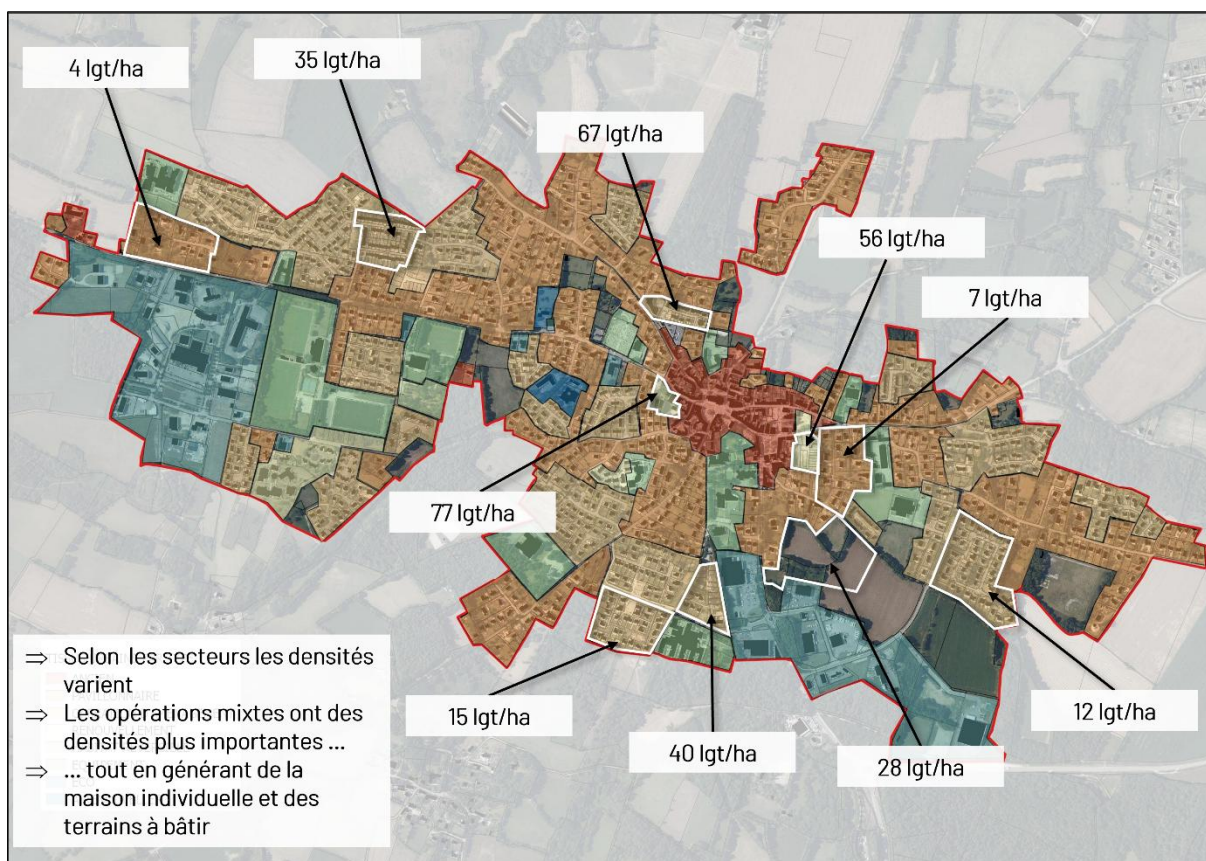 4 lgt/ha
35 lgt/ha
67 lgt/ha
56 lgt/ha
7 lgt/ha
77 lgt/ha
15 lgt/ha
40 lgt/ha
28 lgt/ha
12 lgt/ha
⇒ Selon les secteurs les densités
varient
⇒ Les opérations mixtes ont des
densités plus importantes ...
⇒ ... tout en générant de la
maison individuelle et des
terrains à bâtir